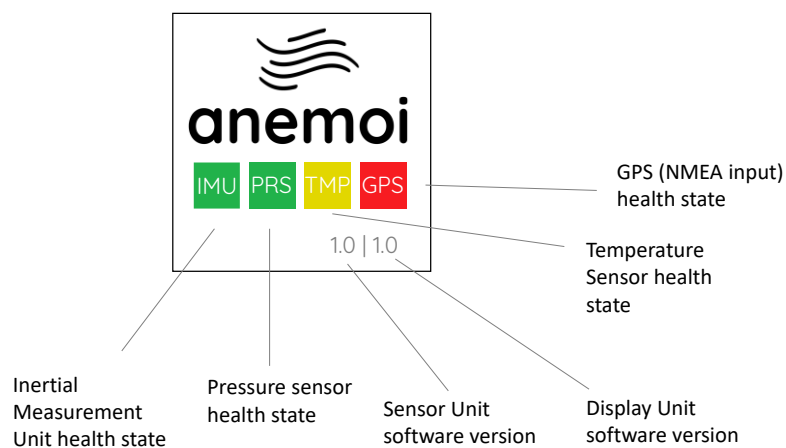 anemoi
IMU PRS TMP GPS
1.0 | 1.0
GPS (NMEA input)
health state
Temperature
Sensor health
state
Inertial
Measurement
Unit health state
Pressure sensor
health state
Sensor Unit
software version
Display Unit
software version